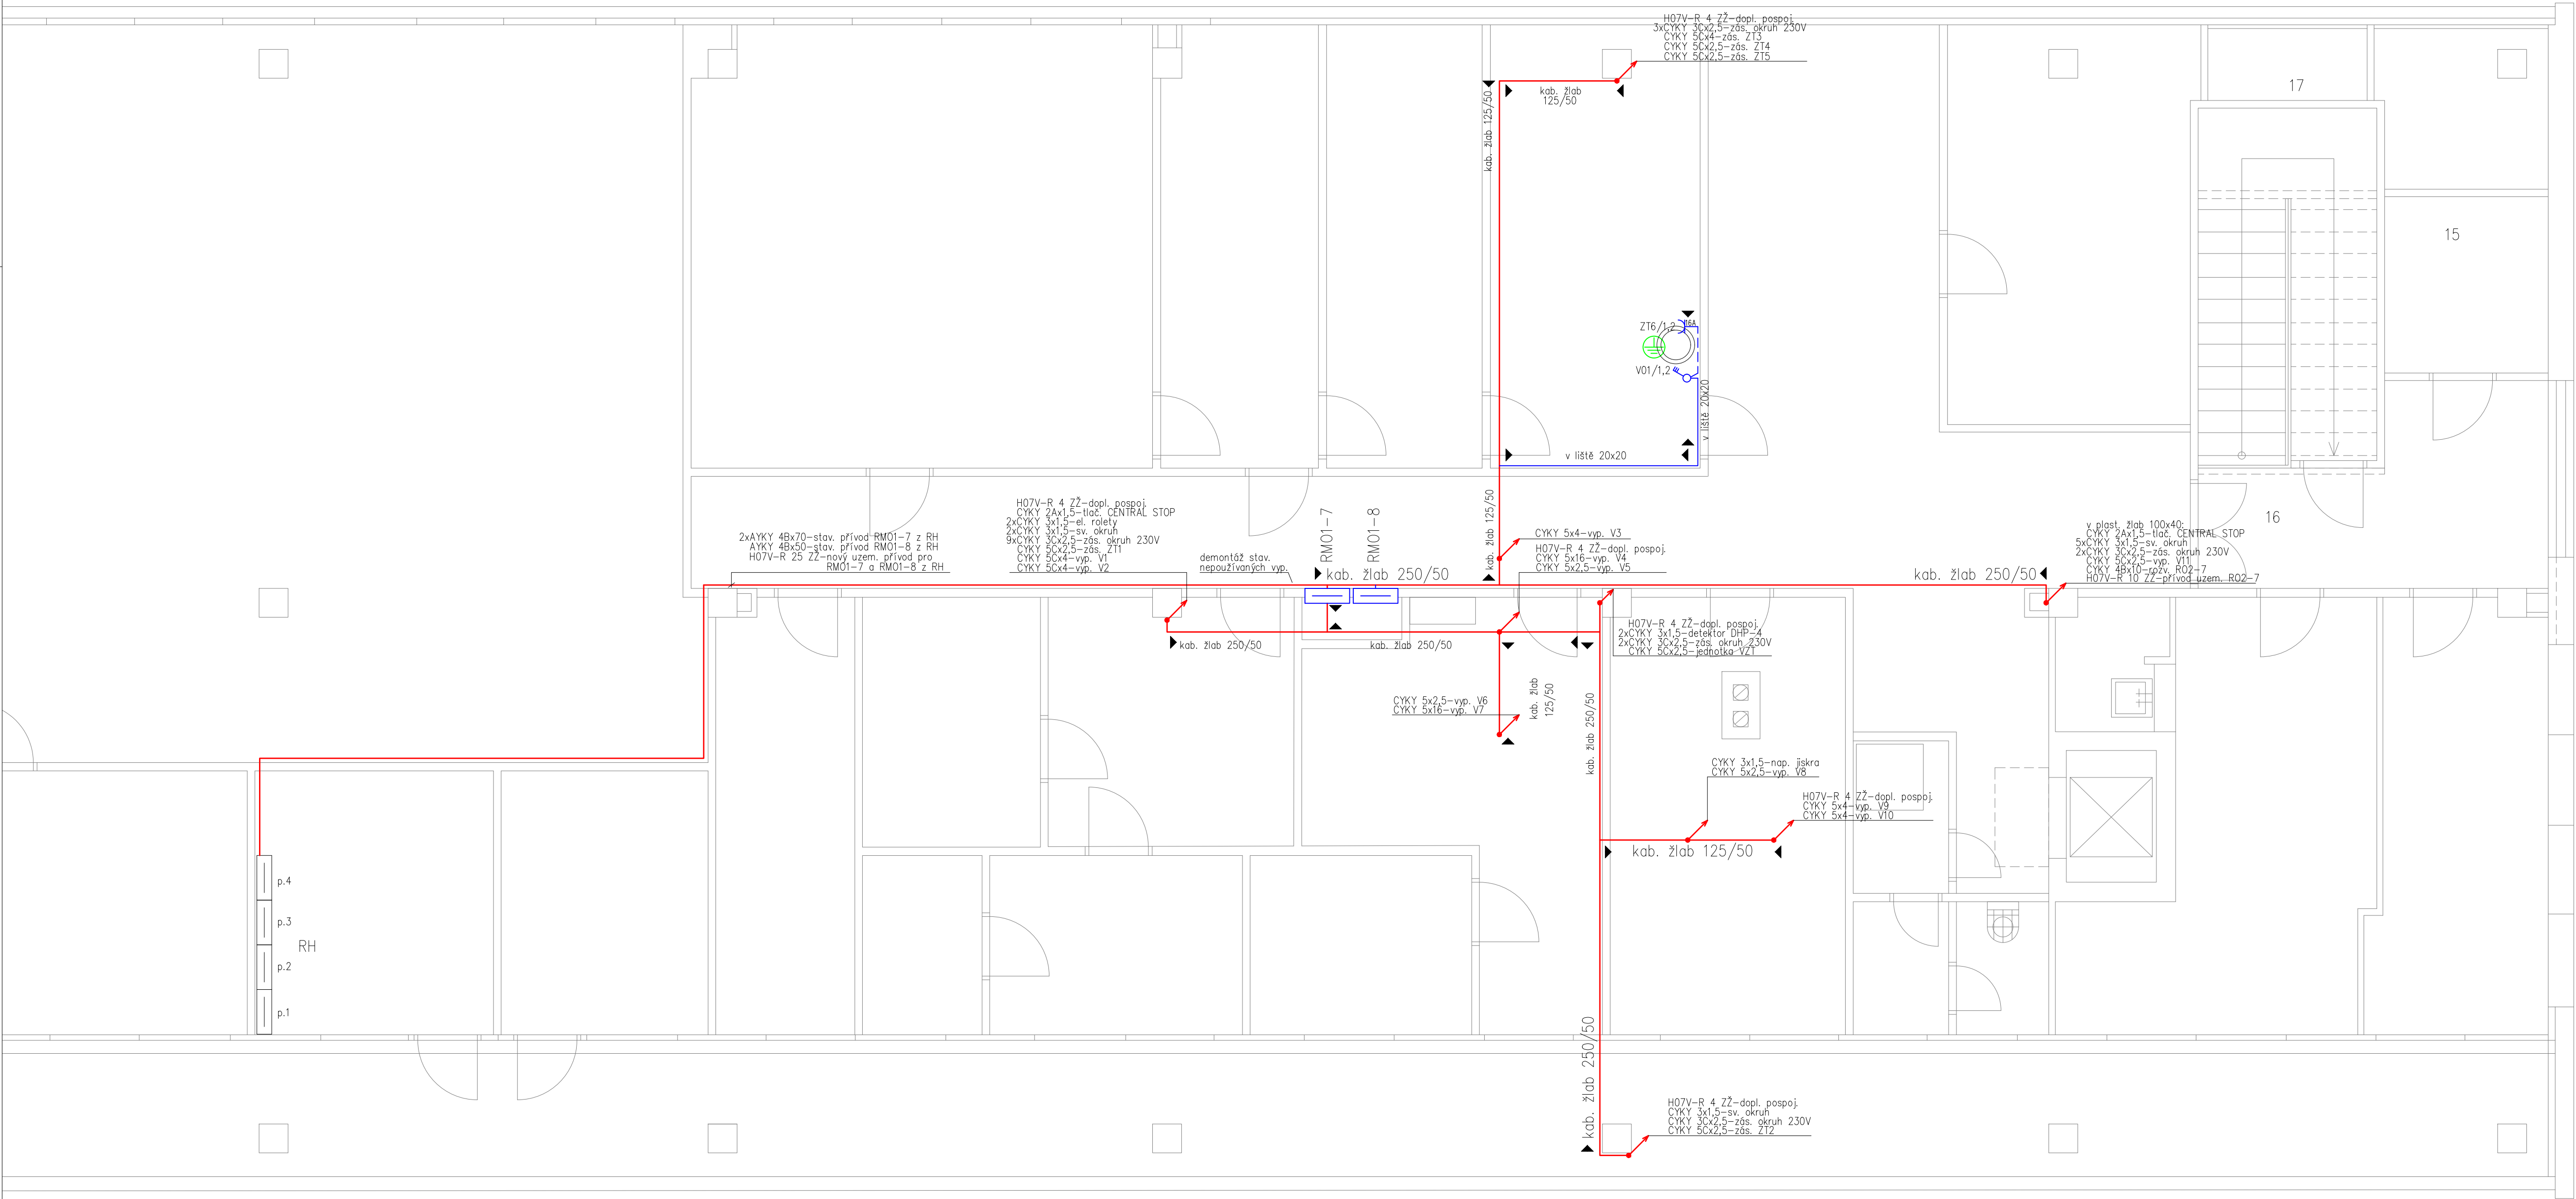 H07V-R 4 ZŽ-dopl. pospoj.
3xCYKY 3Cx2,5-zás. okruh 230V
CYKY 5Cx4-zás. ZT3
CYKY 5Cx2,5-zás. ZT4
CYKY 5Cx2,5-zás. ZT5
kab. žlab
125/50
kab. žlab 125/50
17
15
ZT6/1,2
16A
V01/1,2
v liště 20x20
v liště 20x20
16
H07V-R 4 ZŽ-dopl. pospoj.
CYKY 2Ax1,5-tlač. CENTRAL STOP
2xCYKY 3x1,5-el. rolety
2xCYKY 3x1,5-sv. okruh
9xCYKY 3Cx2,5-zás. okruh 230V
CYKY 5Cx2,5-zás. ZT1
CYKY 5Cx4-vyp. V1
CYKY 5Cx4-vyp. V2
2xAYKY 4Bx70-stav. přívod RM01-7 z RH
AYKY 4Bx50-stav. přívod RM01-8 z RH
H07V-R 25 ZŽ-nový uzem. přívod pro
RM01-7 a RM01-8 z RH
demontáž stav.
nepoužívaných vyp.
RM01-7
RM01-8
kab. žlab 250/50
kab. žlab 125/50
CYKY 5x4-vyp. V3
H07V-R 4 ZŽ-dopl. pospoj.
CYKY 5x16-vyp. V4
CYKY 5x2,5-vyp. V5
kab. žlab 250/50
v plast. žlab 100x40:
CYKY 2Ax1,5-tlač. CENTRAL STOP
5xCYKY 3x1,5-sv. okruh
2xCYKY 3Cx2,5-zás. okruh 230V
CYKY 5Cx2,5-vyp. V11
CYKY 4Bx10-rozv. RO2-7
H07V-R 10 ZŽ-přívod uzem. RO2-7
kab. žlab 250/50
kab. žlab 250/50
H07V-R 4 ZŽ-dopl. pospoj.
2xCYKY 3x1,5-detektor DHP-4
2xCYKY 3Cx2,5-zás. okruh 230V
CYKY 5Cx2,5-jednotka VZT
CYKY 5x2,5-vyp. V6
CYKY 5x16-vyp. V7
kab. žlab
125/50
kab. žlab 250/50
CYKY 3x1,5-nap. jiskra
CYKY 5x2,5-vyp. V8
H07V-R 4 ZŽ-dopl. pospoj.
CYKY 5x4-vyp. V9
CYKY 5x4-vyp. V10
kab. žlab 125/50
p.4
p.3
RH
p.2
p.1
kab. žlab 250/50
H07V-R 4 ZŽ-dopl. pospoj.
CYKY 3x1,5-sv. okruh
CYKY 3Cx2,5-zás. okruh 230V
CYKY 5Cx2,5-zás. ZT2